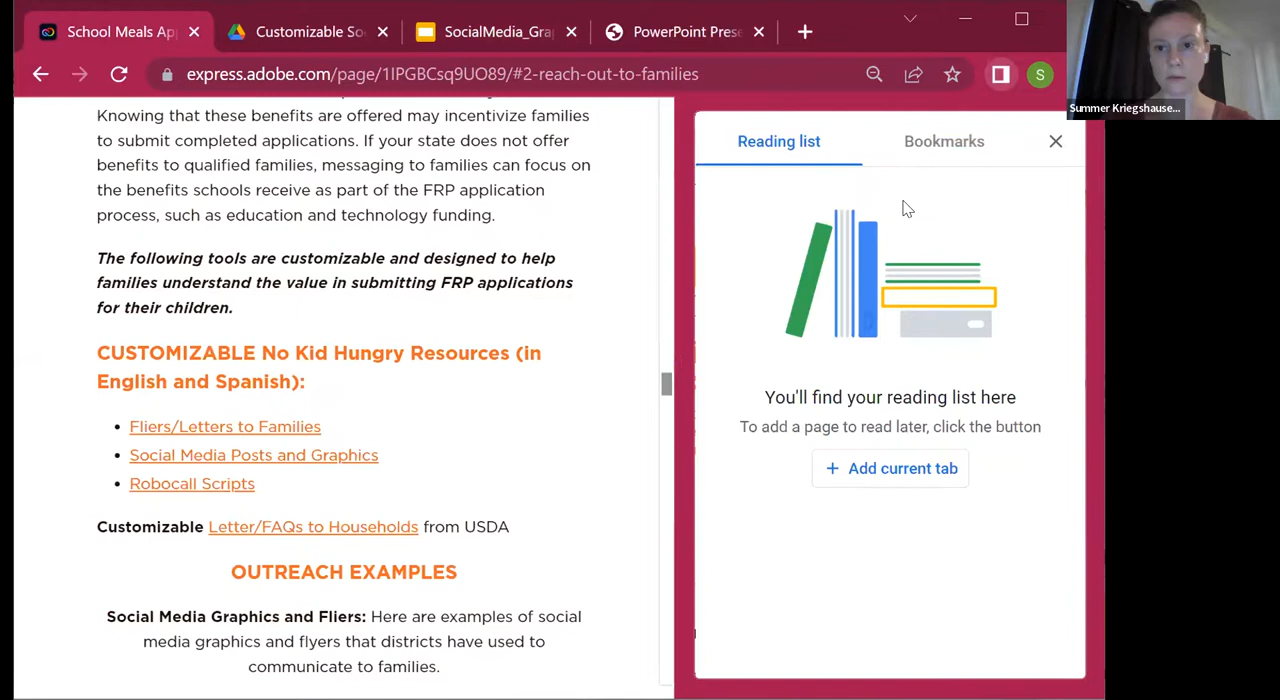 School Meals Ap
Customizable So
SocialMedia_Gra
PowerPoint Prese
express.adobe.com/page/1IPGBCsq9UO89/#2-reach-out-to-families
S
Summer Kriegshause...
Knowing that these benefits are offered may incentivize families
to submit completed applications. If your state does not offer
benefits to qualified families, messaging to families can focus on
the benefits schools receive as part of the FRP application
process, such as education and technology funding.
The following tools are customizable and designed to help
families understand the value in submitting FRP applications
for their children.
CUSTOMIZABLE No Kid Hungry Resources (in
English and Spanish):
• Fliers/Letters to Families
• Social Media Posts and Graphics
• Robocall Scripts
Customizable Letter/FAQs to Households from USDA
OUTREACH EXAMPLES
Social Media Graphics and Fliers: Here are examples of social
media graphics and flyers that districts have used to
communicate to families.
Reading list
Bookmarks
You'll find your reading list here
To add a page to read later, click the button
+ Add current tab